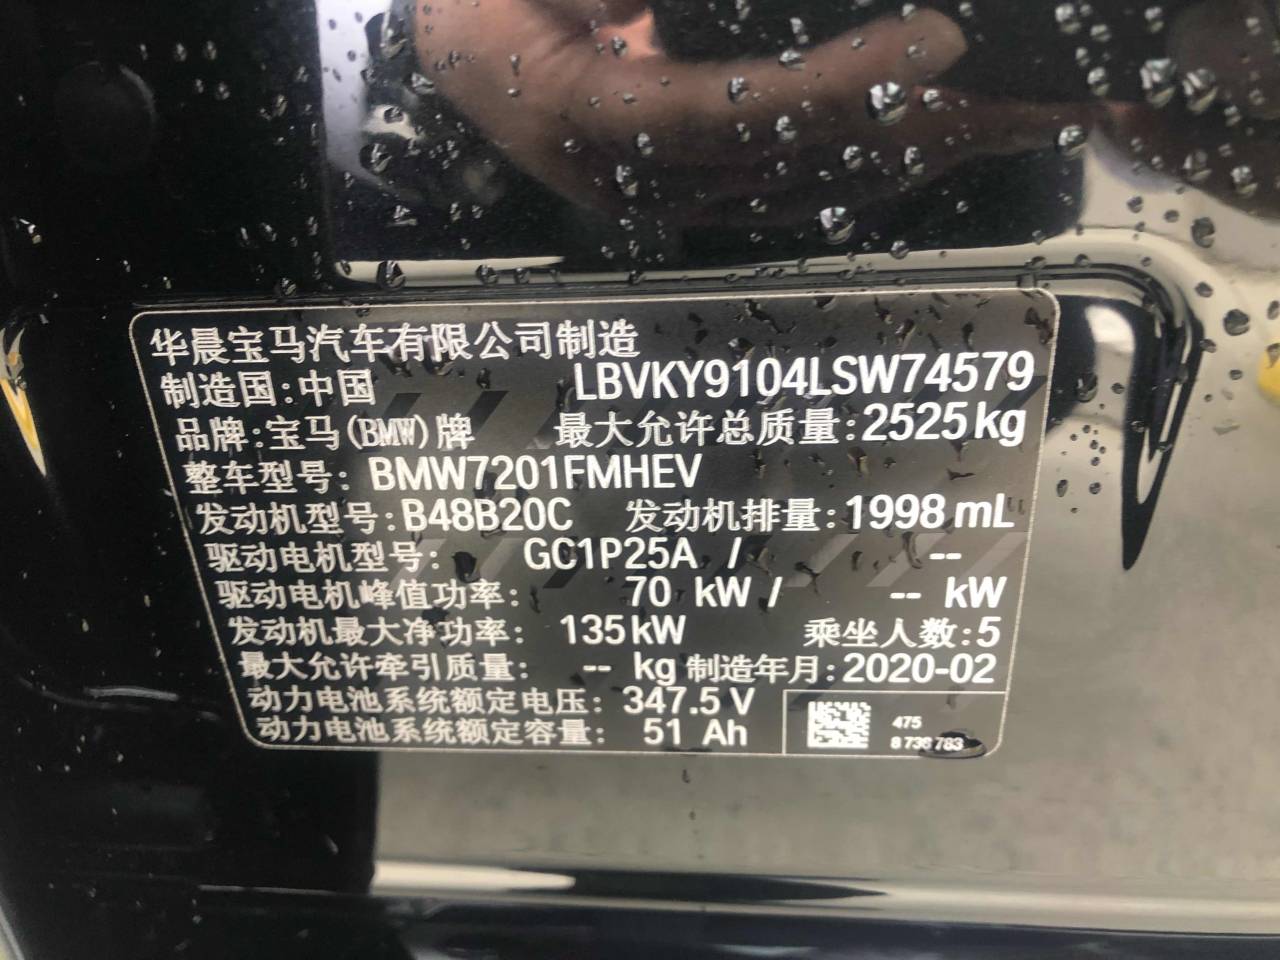 华晨宝马汽车有限公司制造
制造国:中国 LBVKY9104LSW74579
品牌:宝马(BMW)牌 最大允许总质量:2525kg
整车型号: BMW7201FMHEV
发动机型号:B48B20C 发动机排量:1998 mL
驱动电机型号: GC1P25A / --
驱动电机峰值功率: 70 kW / -- kW
发动机最大净功率: 135kW 乘坐人数:5
最大允许牵引质量: -- kg 制造年月:2020-02
动力电池系统额定电压: 347.5 V
动力电池系统额定容量: 51 Ah
475
8 738 783